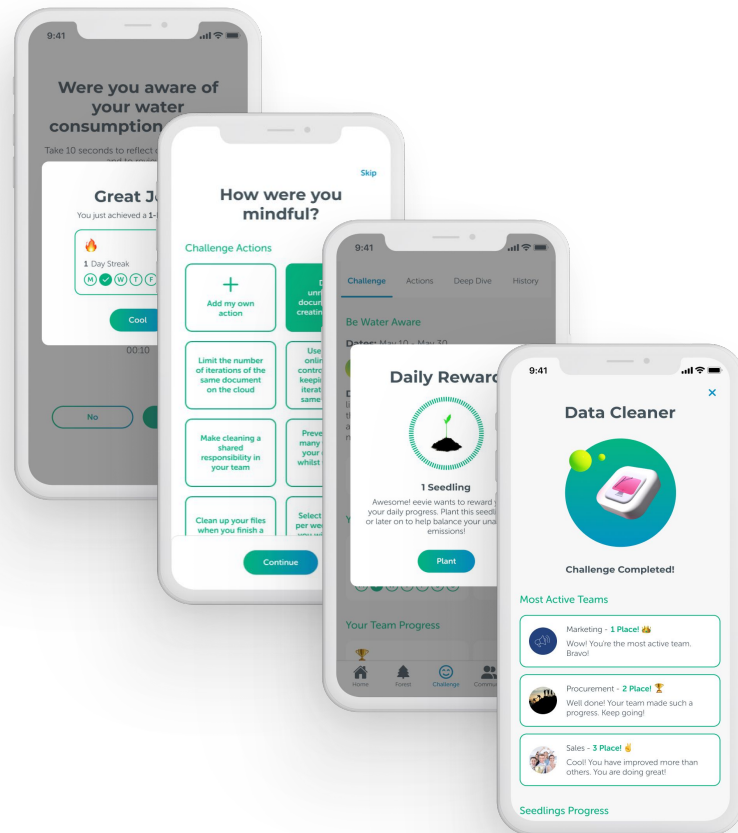 9:41
Were you aware of
your water
consumption
Take 10 seconds to reflect
Great
You just achieved a
1 Day Streak
M W T F
Cool
00:10
No
Skip
How were you
mindful?
Challenge Actions
+
Add my own
action
Limit the number
of iterations of the
same document
on the cloud
Use
same
Make cleaning a
shared
responsibility in
your team
many
your
whilst
Clean up your files
when you finish a
Select
per
Continue
9:41
Challenge Actions Deep Dive History
Be Water Aware
Dates: May 10 - May 30
Daily Reward
1 Seedling
Awesome! eevie wants to reward
your daily progress. Plant this
or later on to help balance your
emissions!
Plant
Your Team Progress
Home Forest Challenge
9:41
Data Cleaner
Challenge Completed!
Most Active Teams
Marketing - 1 Place! 👑
Wow! You're the most active team.
Bravo!
Procurement - 2 Place! 🏆
Well done! Your team made such a
progress. Keep going!
Sales - 3 Place! ✌
Cool! You have improved more than
others. You are doing great!
Seedlings Progress